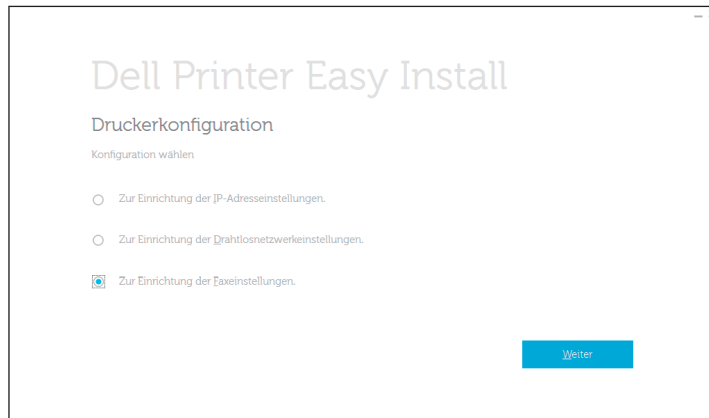 Dell Printer Easy Install
Druckerkonfiguration
Konfiguration wählen
Zur Einrichtung der IP-Adresseinstellungen.
Zur Einrichtung der Drahtlosnetzwerkeinstellungen.
Zur Einrichtung der Faxeinstellungen.
Weiter